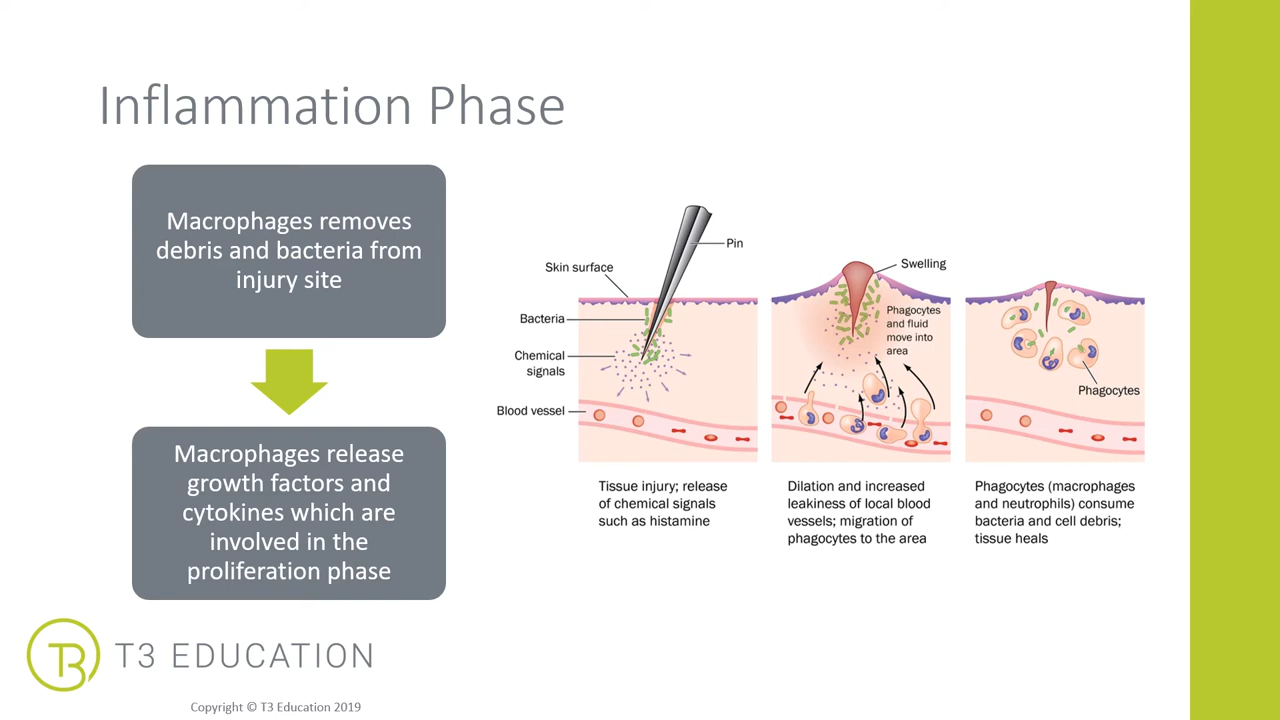 Inflammation Phase
Macrophages removes
debris and bacteria from
injury site
Macrophages release
growth factors and
cytokines which are
involved in the
proliferation phase
Pin
Skin surface
Bacteria
Chemical
signals
Blood vessel
Tissue injury; release
of chemical signals
such as histamine
Swelling
Phagocytes
and fluid
move into
area
Dilation and increased
leakiness of local blood
vessels; migration of
phagocytes to the area
Phagocytes
Phagocytes (macrophages
and neutrophils) consume
bacteria and cell debris;
tissue heals
T3 EDUCATION
Copyright © T3 Education 2019